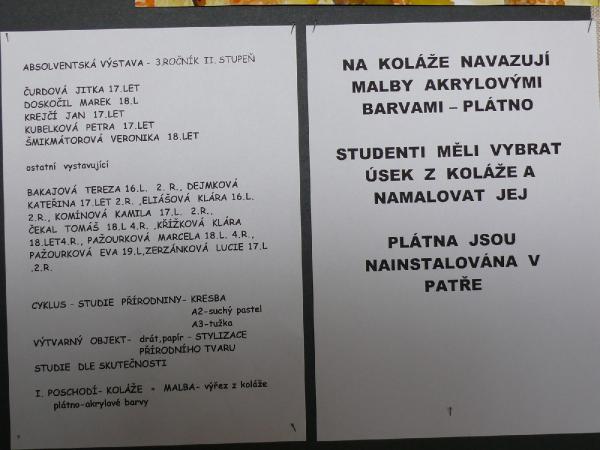 ABSOLVENTSKÁ VÝSTAVA - 3.ROČNÍK II. STUPEŇ
ČURDOVÁ JITKA 17.LET
DOSKOČIL MAREK 18.L
KREJČÍ JAN 17.LET
KUBELKOVÁ PETRA 17.LET
ŠMIKMÁTOROVÁ VERONIKA 18.LET
ostatní vystavující
BAKAJOVÁ TEREZA 16.L. 2. R., DEJMKOVÁ
KATEŘINA 17.LET 2.R. ,ELIÁŠOVÁ KLÁRA 16.L.
2.R., KOMÍNOVÁ KAMILA 17.L. 2.R.,
ČEKAL TOMÁŠ 18.L 4.R. ,KŘÍŽKOVÁ KLÁRA
18.LET4.R., PAŽOURKOVÁ MARCELA 18.L. 4.R.,
PAŽOURKOVÁ EVA 19.L,ZERZÁNKOVÁ LUCIE 17.L
.2.R.
CYKLUS - STUDIE PŘÍRODNINY- KRESBA
A2-suchý pastel
A3-tužka
VÝTVARNÝ OBJEKT- drát,papír - STYLIZACE
PŘÍRODNÍHO TVARU
STUDIE DLE SKUTEČNOSTI
I. POSCHODÍ- KOLÁŽE - MALBA- výřez z koláže
plátno-akrylové barvy
NA KOLÁŽE NAVAZUJÍ
MALBY AKRYLOVÝMI
BARVAMI – PLÁTNO
STUDENTI MĚLI VYBRAT
ÚSEK Z KOLÁŽE A
NAMALOVAT JEJ
PLÁTNA JSOU
NAINSTALOVÁNA V
PATŘE